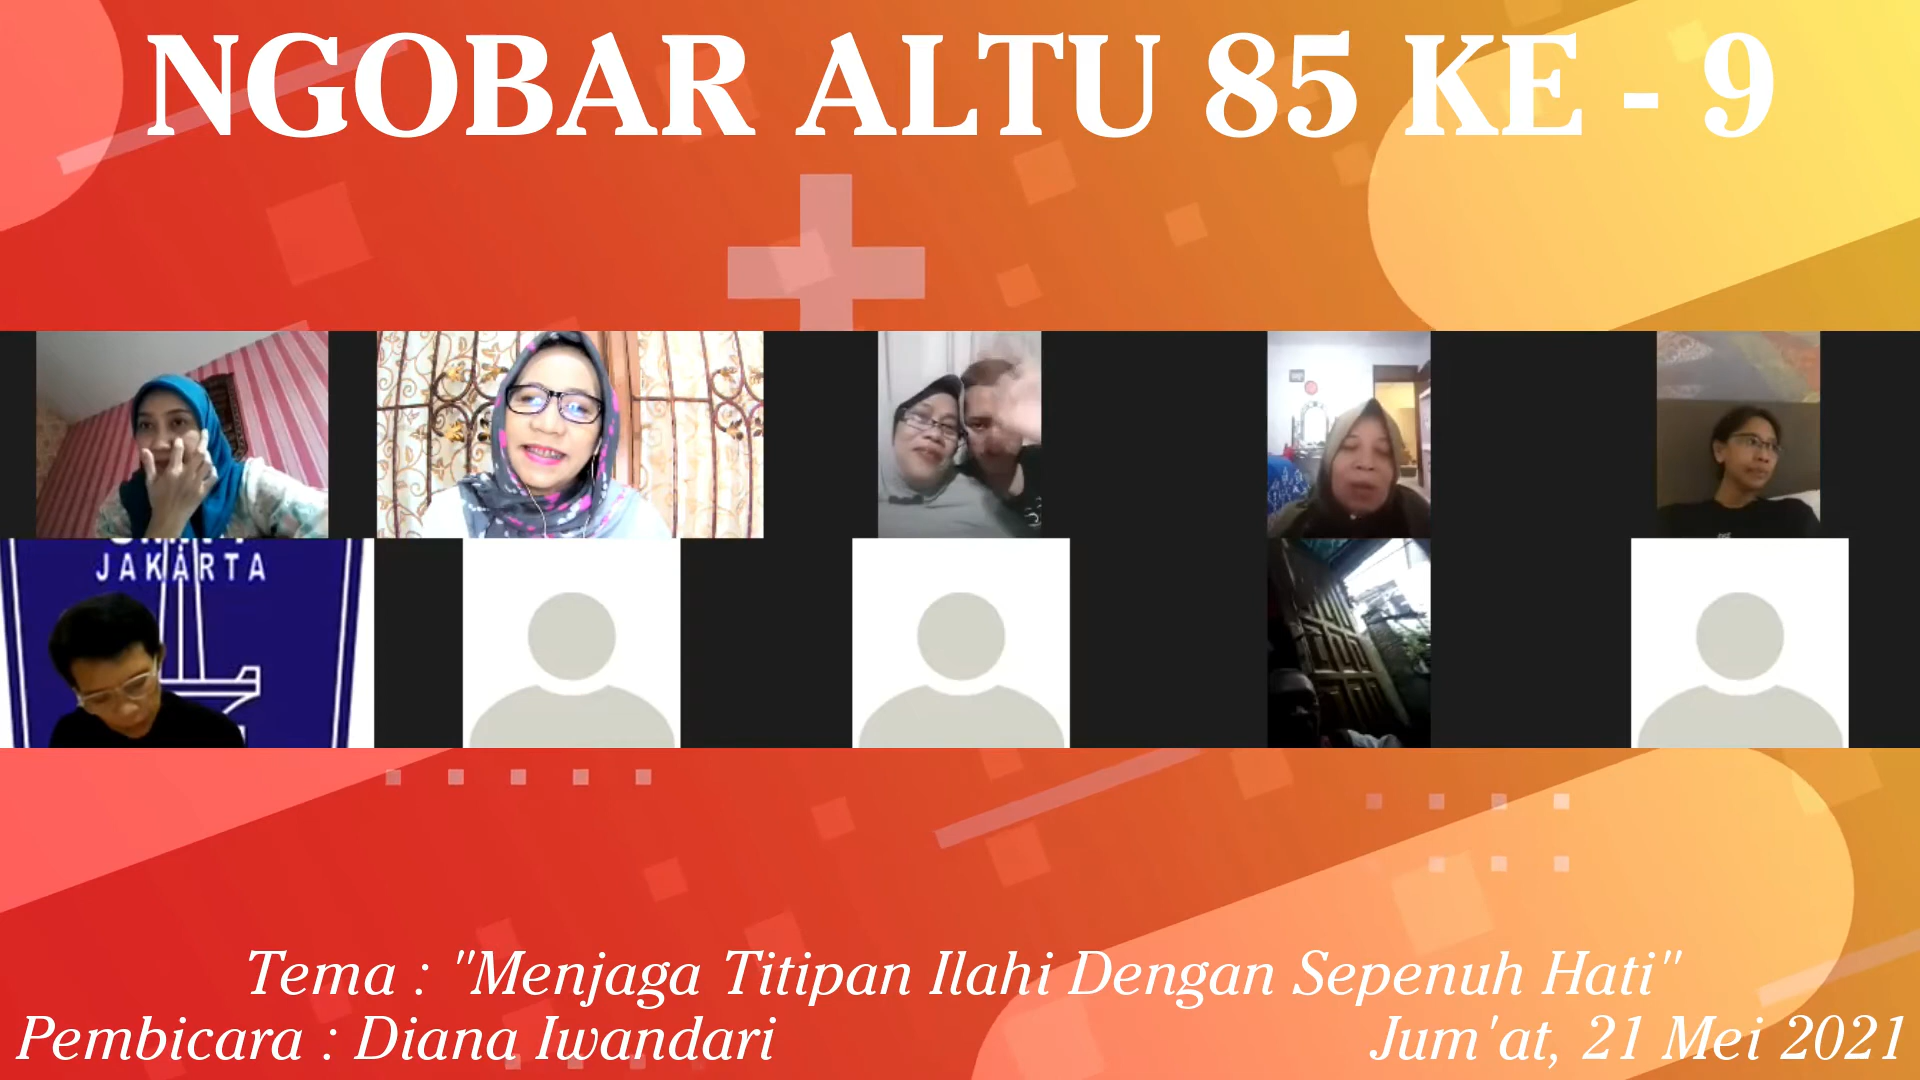 NGOBAR ALTU 85 KE - 9
JAKARTA
Tema : "Menjaga Titipan Ilahi Dengan Sepenuh Hati"
Pembicara : Diana Iwandari
Jum'at, 21 Mei 2021